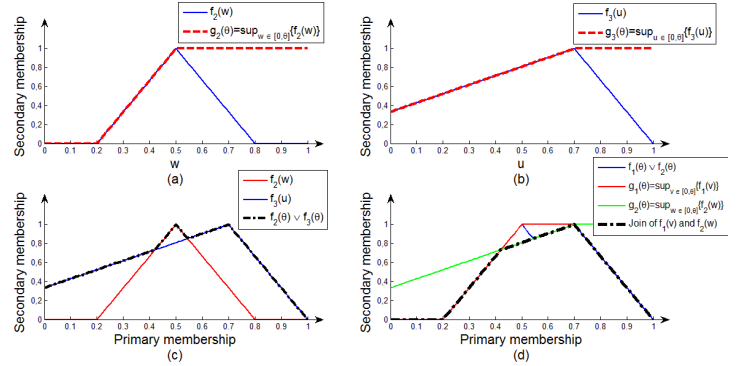 f2(w)
g2(θ)=sup w ∈ [0,θ] {f2(w)}
Secondary membership
1
0,8
0,6
0,4
0,2
0
0 0.1 0.2 0.3 0.4 0.5 0.6 0.7 0.8 0.9 1
w
(a)
f3(u)
g3(θ)=sup u ∈ [0,θ] {f3(u)}
Secondary membership
1
0,8
0,6
0,4
0,2
0
0 0.1 0.2 0.3 0.4 0.5 0.6 0.7 0.8 0.9 1
u
(b)
f2(w)
f3(u)
f2(θ) ∨ f3(θ)
Secondary membership
1
0,8
0,6
0,4
0,2
0
0 0.1 0.2 0.3 0.4 0.5 0.6 0.7 0.8 0.9 1
Primary membership
(c)
f1(θ) ∨ f2(θ)
g1(θ)=sup v ∈ [0,θ] {f1(v)}
g2(θ)=sup w ∈ [0,θ] {f2(w)}
Join of f1(v) and f2(w)
Secondary membership
1
0,8
0,6
0,4
0,2
0
0 0.1 0.2 0.3 0.4 0.5 0.6 0.7 0.8 0.9 1
Primary membership
(d)